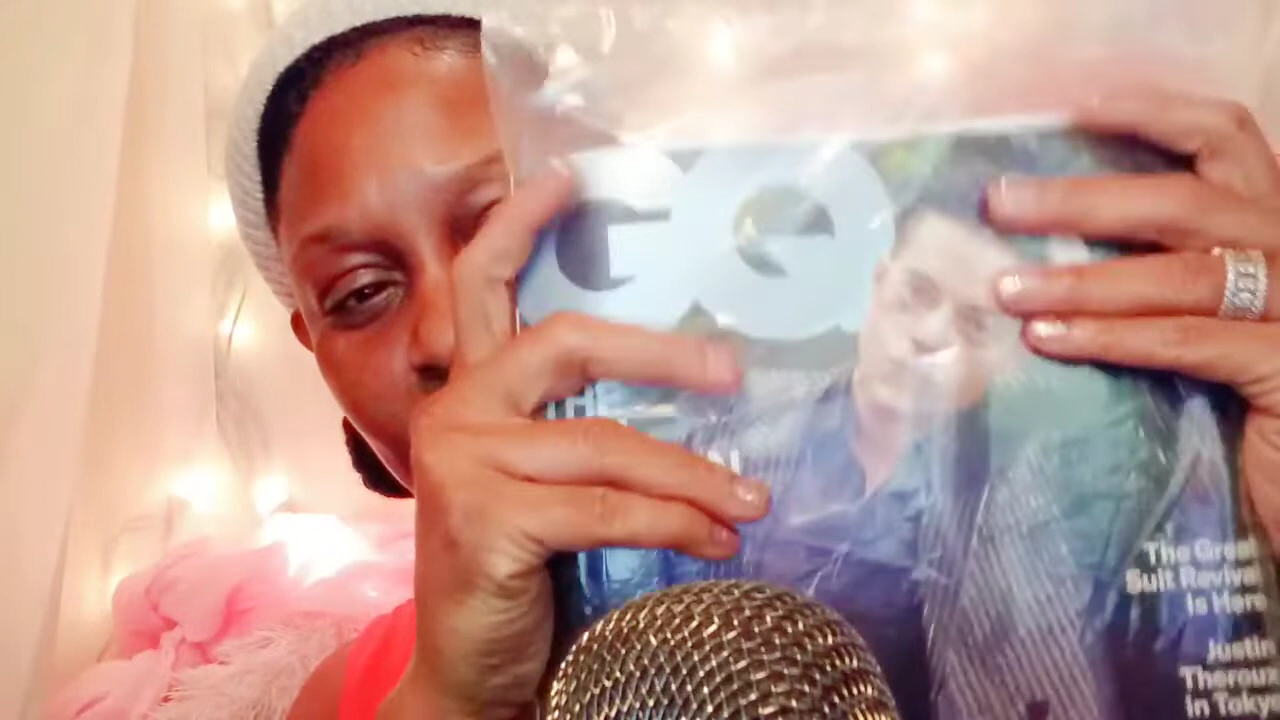 GQ
The Great
Suit Revival
Is Here
Justin
Theroux
in Tokyo